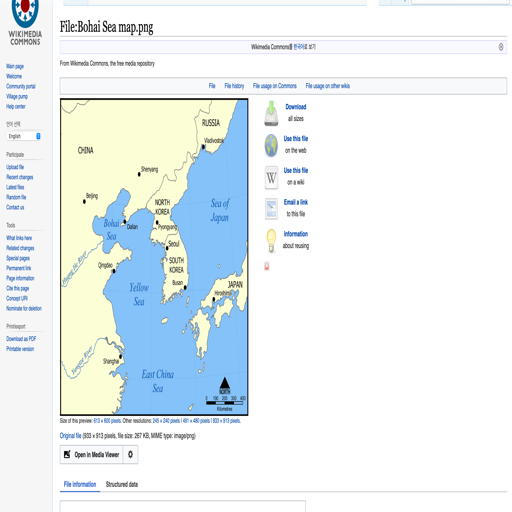 WIKIMEDIA
COMMONS
Main page
Welcome
Community portal
Village pump
Help center
언어 선택
English
Participate
Upload file
Recent changes
Latest files
Random file
Contact us
Tools
What links here
Related changes
Special pages
Permanent link
Page information
Cite this page
Concept URI
Nominate for deletion
Print/export
Download as PDF
Printable version
File:Bohai Sea map.png
Wikimedia Commons를 한국어로 보기
From Wikimedia Commons, the free media repository
File
File history
File usage on Commons
File usage on other wikis
RUSSIA
Vladivostok
CHINA
Shenyang
Beijing
NORTH
KOREA
Sea of
Japan
Bohai
Sea
Dalian
Pyongyang
Seoul
Qingdao
SOUTH
KOREA
Huang He River
Busan
JAPAN
Hiroshima
Yellow
Sea
Yangtze River
Shanghai
East China
Sea
NORTH
0 100 200 300 400
Kilometres
Download
all sizes
Use this file
on the web
Use this file
on a wiki
Email a link
to this file
Information
about reusing
Size of this preview: 613 × 600 pixels. Other resolutions: 245 × 240 pixels | 491 × 480 pixels | 933 × 913 pixels.
Original file (933 × 913 pixels, file size: 267 KB, MIME type: image/png)
Open in Media Viewer
File information
Structured data